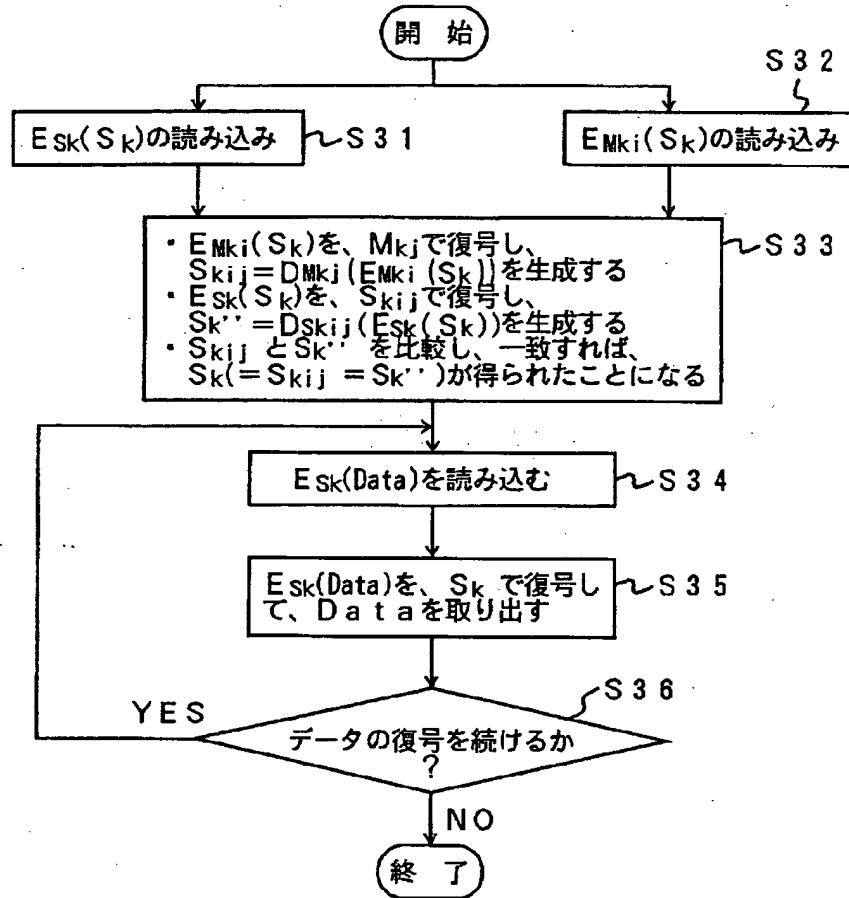 開 始
S32
ESk(Sk)の読み込み
S31
EMki(Sk)の読み込み
・EMki(Sk)を、Mkjで復号し、
Skij=DMkj(EMki(Sk))を生成する
・ESk(Sk)を、Skijで復号し、
Sk''=DSkij(ESk(Sk))を生成する
・Skij とSk'' を比較し、一致すれば、
Sk(=Skij =Sk'')が得られたことになる
S33
ESk(Data)を読み込む
S34
ESk(Data)を、Sk で復号し
て、Dataを取り出す
S35
S36
YES
データの復号を続けるか
?
NO
終 了